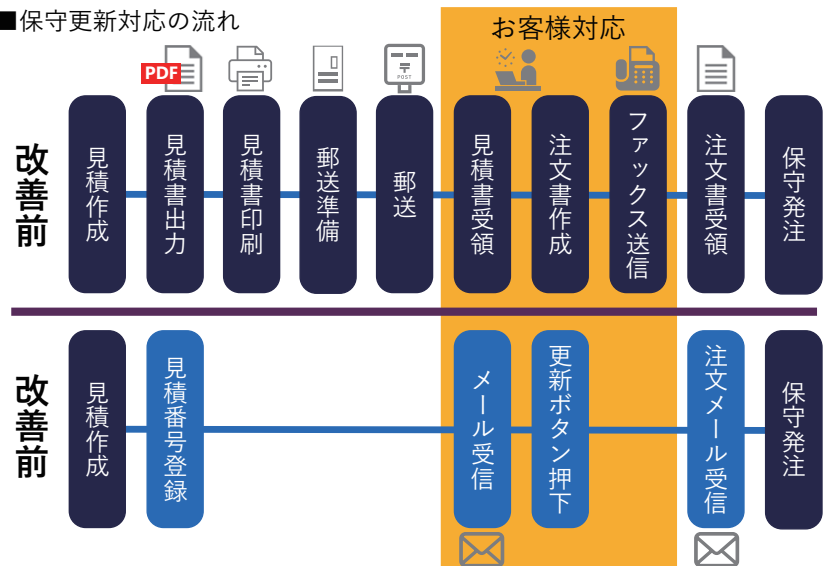 ■保守更新対応の流れ
お客様対応
PDF
〒
POST
改善前
見積作成
見積書出力
見積書印刷
郵送準備
郵送
見積書受領
注文書作成
ファックス送信
注文書受領
保守発注
改善前
見積作成
見積番号登録
メール受信
更新ボタン押下
注文メール受信
保守発注